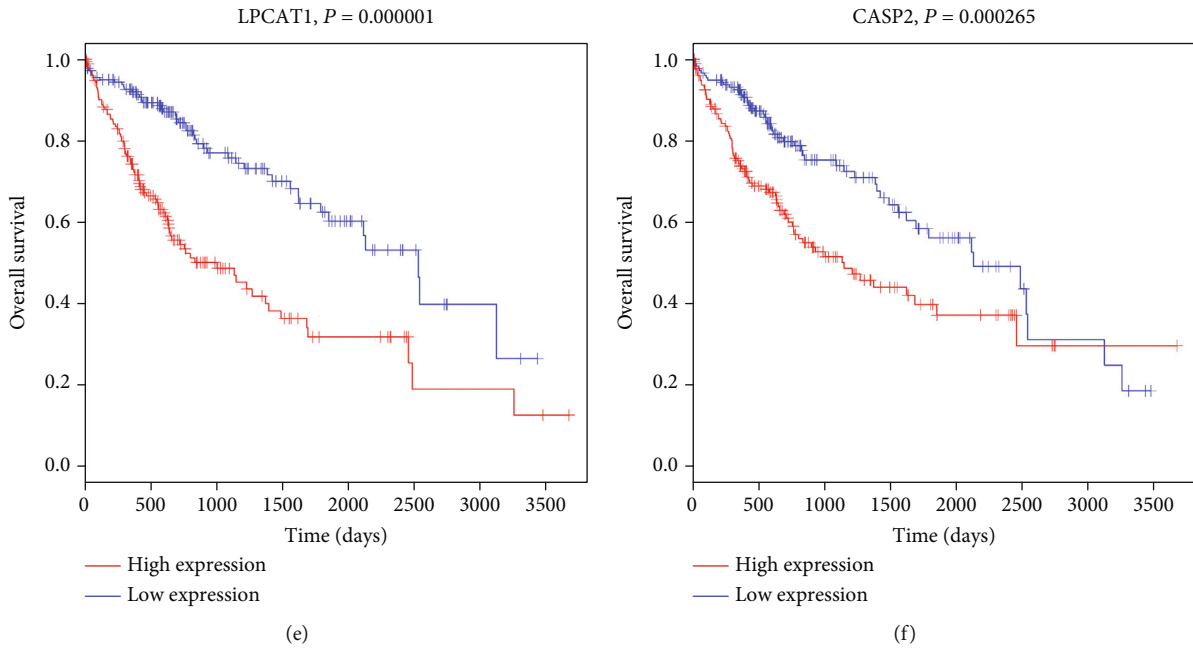 LPCAT1, P = 0.000001
1.0
0.8
0.6
0.4
0.2
0.0
Overall survival
0 500 1000 1500 2000 2500 3000 3500
Time (days)
High expression
Low expression
(e)
CASP2, P = 0.000265
1.0
0.8
0.6
0.4
0.2
0.0
Overall survival
0 500 1000 1500 2000 2500 3000 3500
Time (days)
High expression
Low expression
(f)